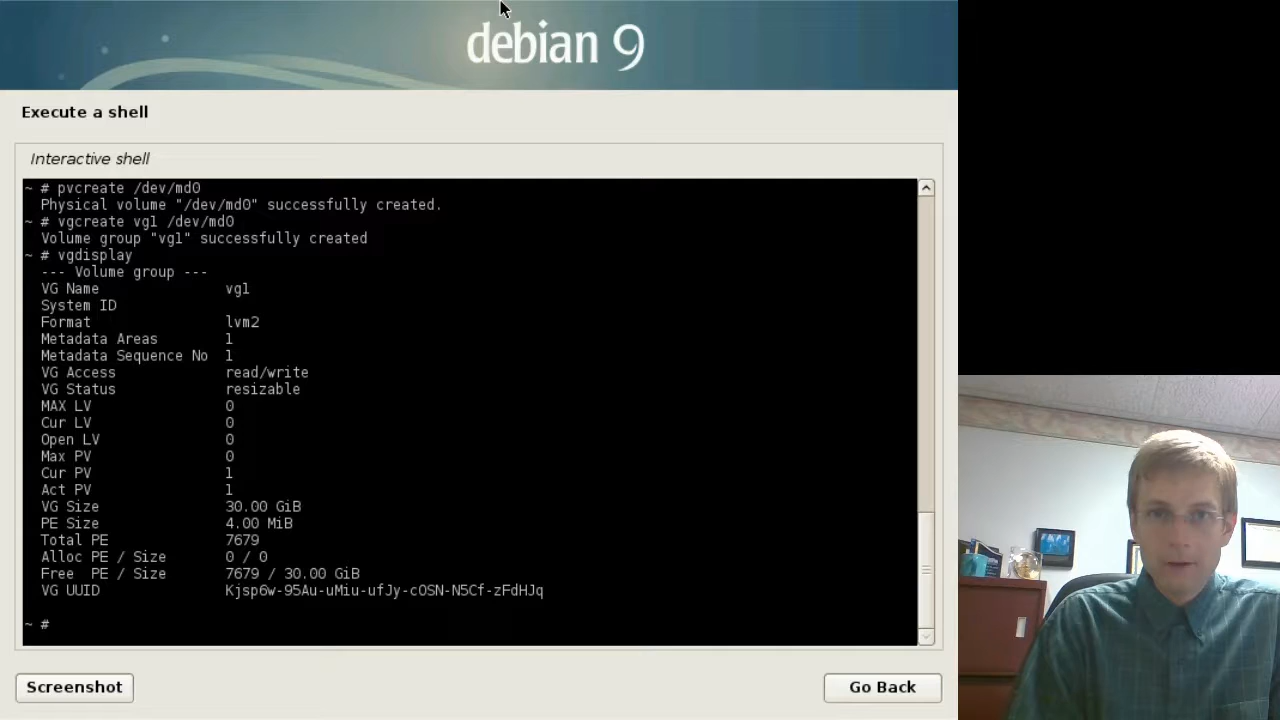 debian 9
Execute a shell
Interactive shell
~ # pvcreate /dev/md0
Physical volume "/dev/md0" successfully created.
~ # vgcreate vg1 /dev/md0
Volume group "vg1" successfully created
~ # vgdisplay
--- Volume group ---
VG Name vg1
System ID
Format lvm2
Metadata Areas 1
Metadata Sequence No 1
VG Access read/write
VG Status resizable
MAX LV 0
Cur LV 0
Open LV 0
Max PV 0
Cur PV 1
Act PV 1
VG Size 30.00 GiB
PE Size 4.00 MiB
Total PE 7679
Alloc PE / Size 0 / 0
Free PE / Size 7679 / 30.00 GiB
VG UUID Kjsp6w-95Au-uMiu-ufJy-cOSN-N5Cf-zFdHJq
~ #
Screenshot
Go Back